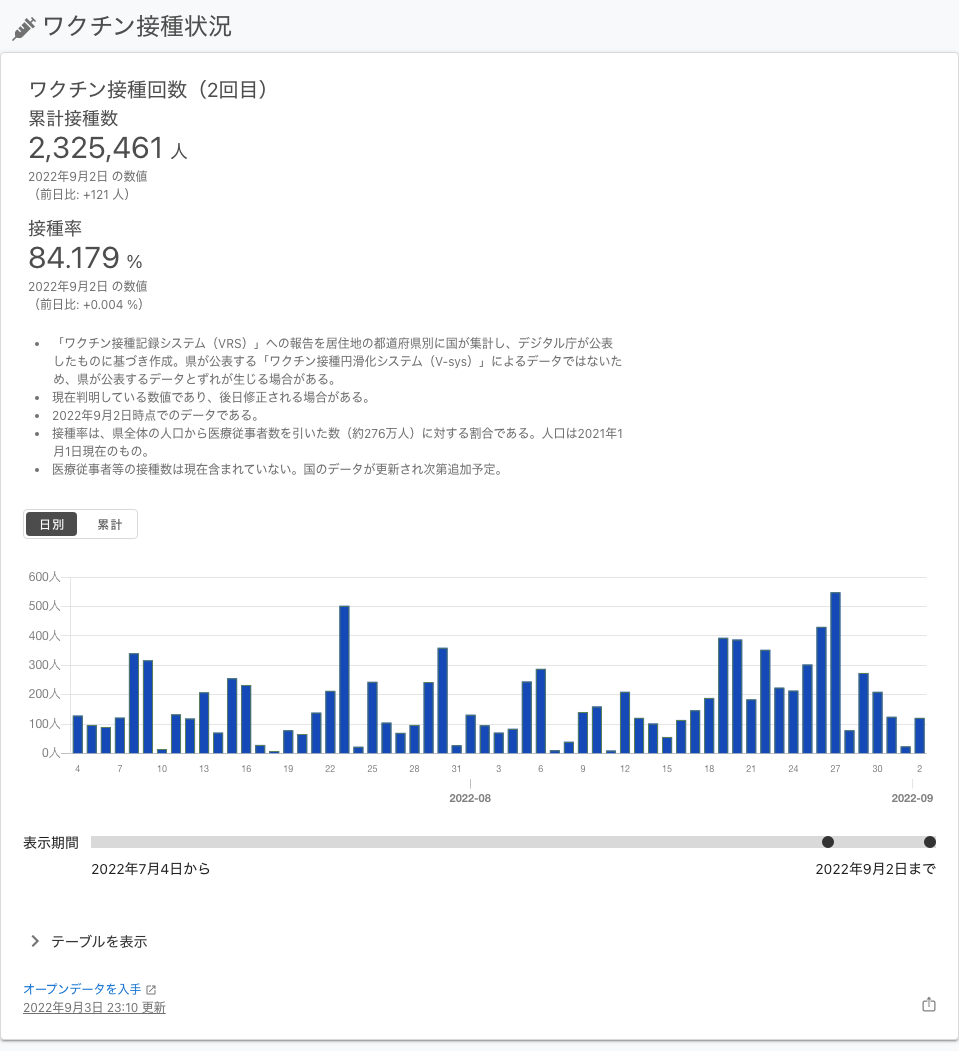 ワクチン接種状況
ワクチン接種回数（2回目）
累計接種数
2,325,461 人
2022年9月2日 の数値
（前日比: +121 人）
接種率
84.179 %
2022年9月2日 の数値
（前日比: +0.004 %）
• 「ワクチン接種記録システム（VRS）」への報告を居住地の都道府県別に国が集計し、デジタル庁が公表
したものに基づき作成。県が公表する「ワクチン接種円滑化システム（V-sys）」によるデータではないた
め、県が公表するデータとずれが生じる場合がある。
• 現在判明している数値であり、後日修正される場合がある。
• 2022年9月2日時点でのデータである。
• 接種率は、県全体の人口から医療従事者数を引いた数（約276万人）に対する割合である。人口は2021年1
月1日現在のもの。
• 医療従事者等の接種数は現在含まれていない。国のデータが更新され次第追加予定。
日別 累計
600人
500人
400人
300人
200人
100人
0人
4 7 10 13 16 19 22 25 28 31 3 6 9 12 15 18 21 24 27 30 2
2022-08 2022-09
表示期間
2022年7月4日から 2022年9月2日まで
テーブルを表示
オープンデータを入手
2022年9月3日 23:10 更新